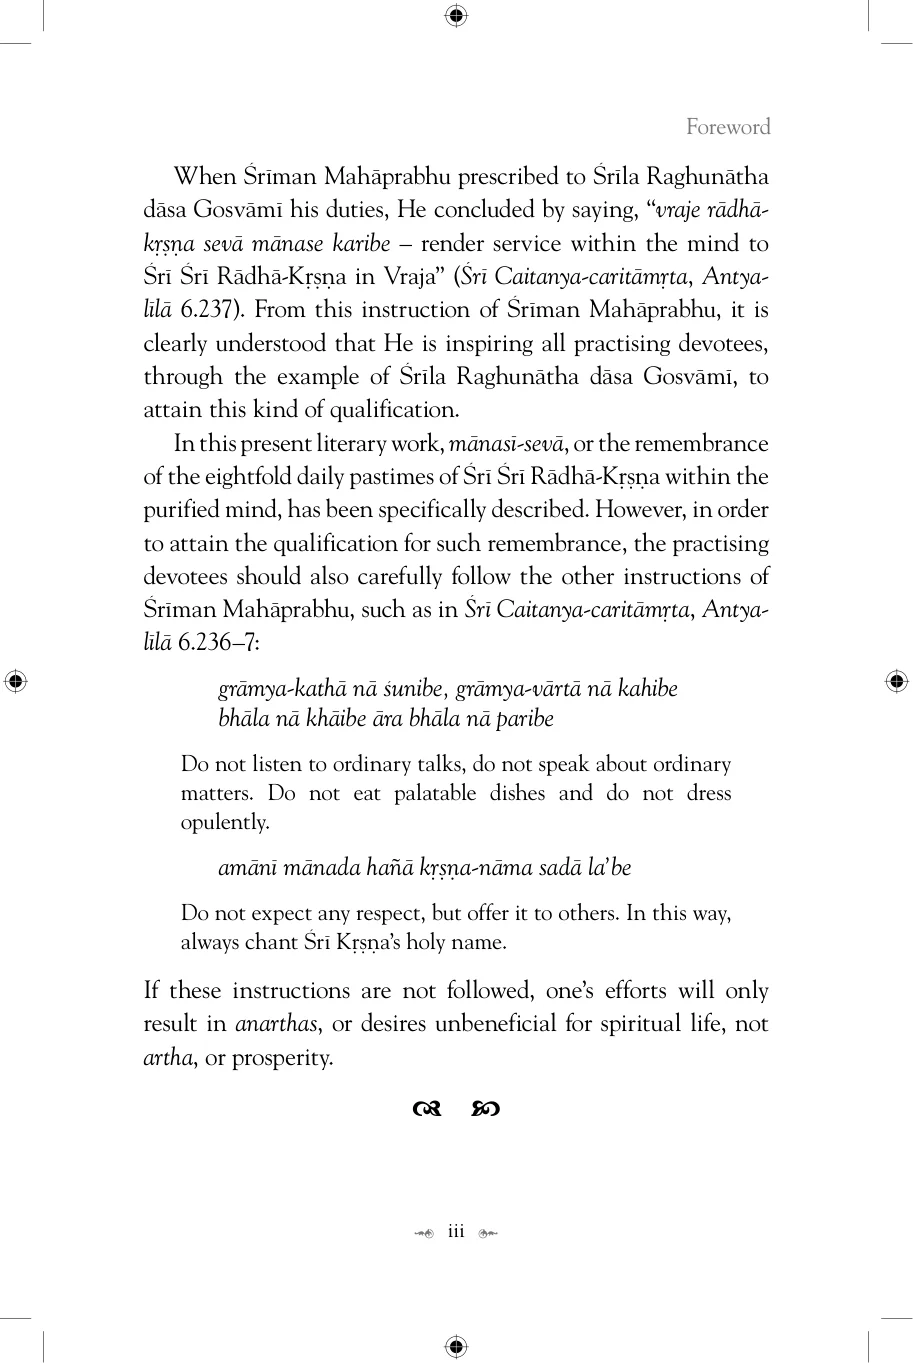 Foreword
When Śrīman Mahāprabhu prescribed to Śrīla Raghunātha
dāsa Gosvāmī his duties, He concluded by saying, “vraje rādhā-
kṛṣṇa sevā mānase karibe – render service within the mind to
Śrī Śrī Rādhā-Kṛṣṇa in Vraja” (Śrī Caitanya-caritāmṛta, Antya-
līlā 6.237). From this instruction of Śrīman Mahāprabhu, it is
clearly understood that He is inspiring all practising devotees,
through the example of Śrīla Raghunātha dāsa Gosvāmī, to
attain this kind of qualification.
In this present literary work, mānasī-sevā, or the remembrance
of the eightfold daily pastimes of Śrī Śrī Rādhā-Kṛṣṇa within the
purified mind, has been specifically described. However, in order
to attain the qualification for such remembrance, the practising
devotees should also carefully follow the other instructions of
Śrīman Mahāprabhu, such as in Śrī Caitanya-caritāmṛta, Antya-
līlā 6.236–7:
grāmya-kathā nā śunibe, grāmya-vārtā nā kahibe
bhāla nā khāibe āra bhāla nā paribe
Do not listen to ordinary talks, do not speak about ordinary
matters. Do not eat palatable dishes and do not dress
opulently.
amānī mānada hañā kṛṣṇa-nāma sadā la’be
Do not expect any respect, but offer it to others. In this way,
always chant Śrī Kṛṣṇa’s holy name.
If these instructions are not followed, one’s efforts will only
result in anarthas, or desires unbeneficial for spiritual life, not
artha, or prosperity.
iii